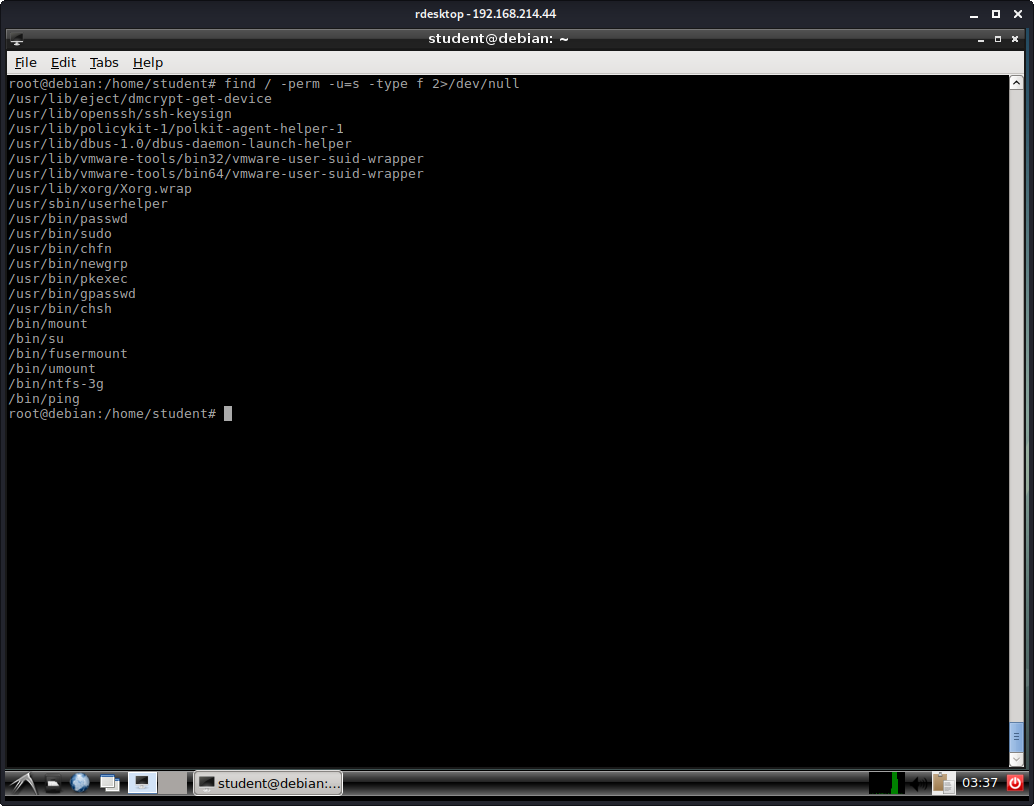 rdesktop - 192.168.214.44
student@debian: ~
File Edit Tabs Help
root@debian:/home/student# find / -perm -u=s -type f 2>/dev/null
/usr/lib/eject/dmcrypt-get-device
/usr/lib/openssh/ssh-keysign
/usr/lib/policykit-1/polkit-agent-helper-1
/usr/lib/dbus-1.0/dbus-daemon-launch-helper
/usr/lib/vmware-tools/bin32/vmware-user-suid-wrapper
/usr/lib/vmware-tools/bin64/vmware-user-suid-wrapper
/usr/lib/xorg/Xorg.wrap
/usr/sbin/userhelper
/usr/bin/passwd
/usr/bin/sudo
/usr/bin/chfn
/usr/bin/newgrp
/usr/bin/pkexec
/usr/bin/gpasswd
/usr/bin/chsh
/bin/mount
/bin/su
/bin/fusermount
/bin/umount
/bin/ntfs-3g
/bin/ping
root@debian:/home/student#
student@debian:...
03:37